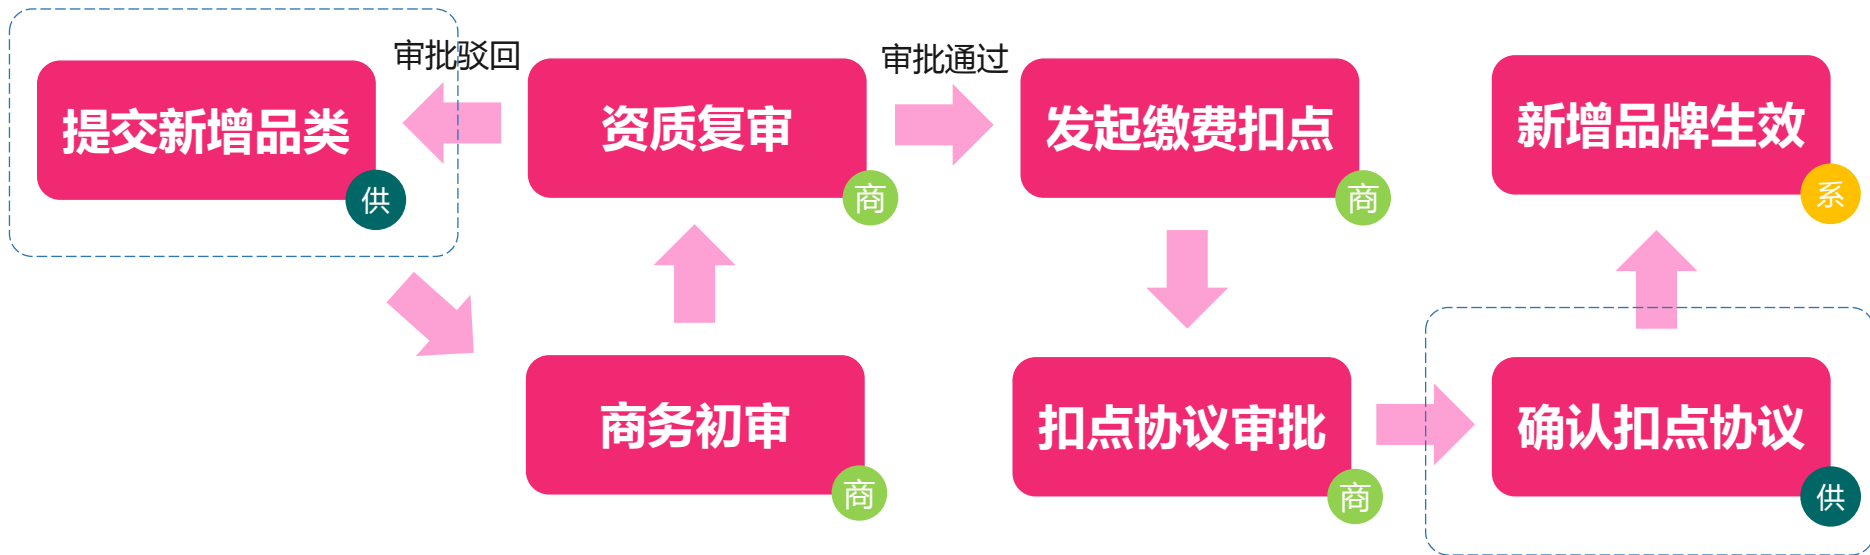 审批驳回
审批通过
提交新增品类
供
资质复审
商
发起缴费扣点
商
新增品牌生效
系
商务初审
商
扣点协议审批
商
确认扣点协议
供